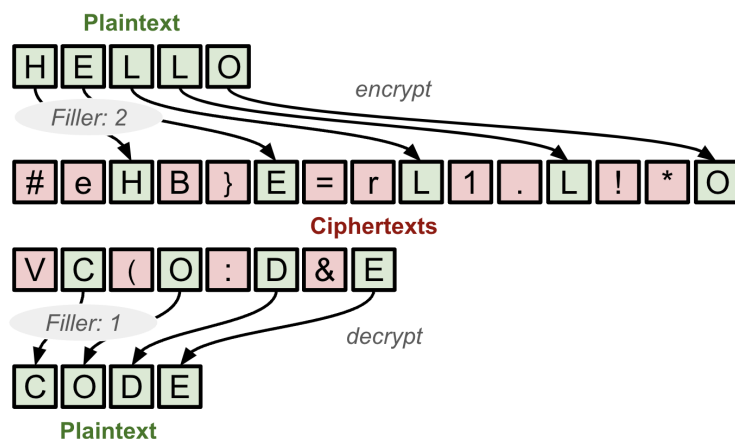 Plaintext
H E L L O
encrypt
Filler: 2
# e H B } E = r L 1 . L ! * O
Ciphertexts
V C ( O : D & E
Filler: 1
decrypt
C O D E
Plaintext